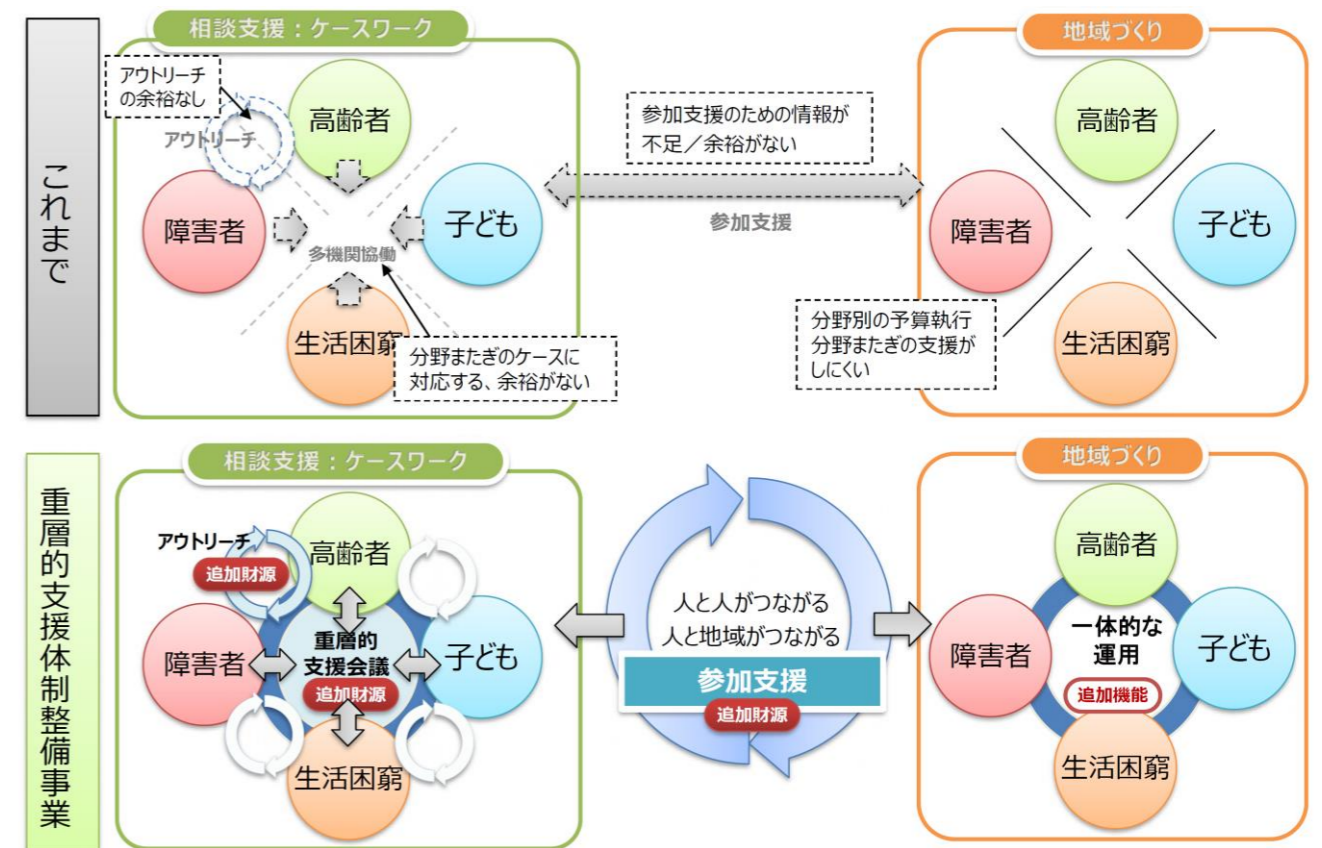 これまで
相談支援：ケースワーク
アウトリーチ
の余裕なし
アウトリーチ
高齢者
障害者
子ども
多機関協働
生活困窮
分野またぎのケースに
対応する、余裕がない
参加支援のための情報が
不足／余裕がない
参加支援
地域づくり
高齢者
障害者
子ども
生活困窮
分野別の予算執行
分野またぎの支援が
しにくい
重層的支援体制整備事業
相談支援：ケースワーク
アウトリーチ
追加財源
高齢者
障害者
重層的
支援会議
追加財源
子ども
生活困窮
人と人がつながる
人と地域がつながる
参加支援
追加財源
地域づくり
高齢者
障害者
一体的な
運用
追加機能
子ども
生活困窮